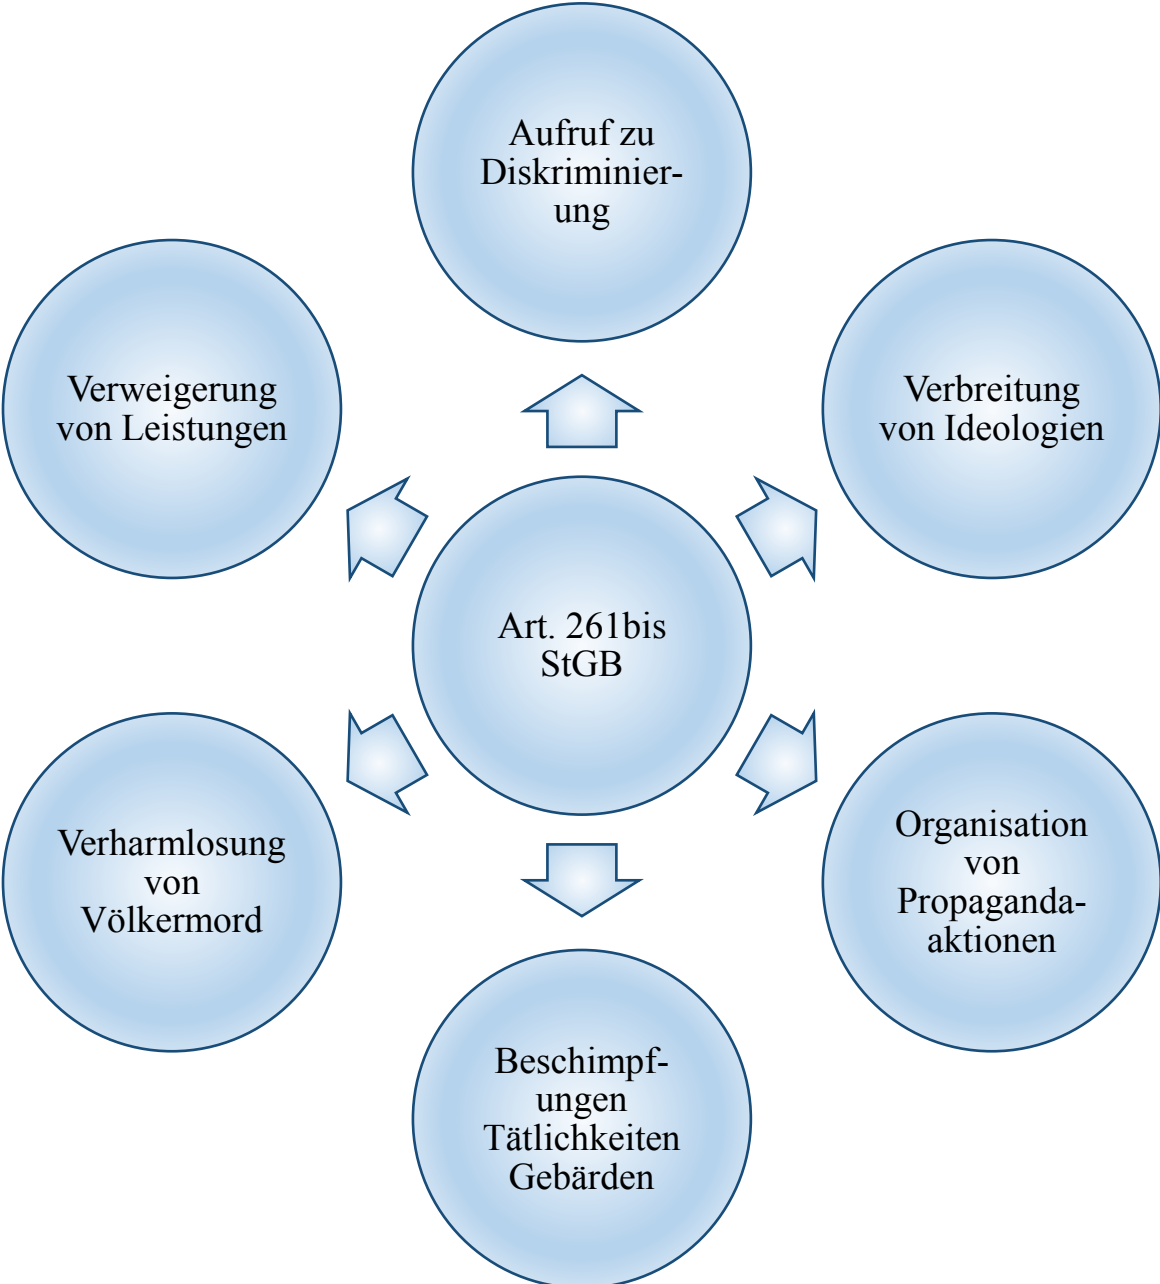 Aufruf zu
Diskriminier-
ung
Verweigerung
von Leistungen
Verbreitung
von Ideologien
Art. 261bis
StGB
Verharmlosung
von
Völkermord
Organisation
von
Propaganda-
aktionen
Beschimpf-
ungen
Tätlichkeiten
Gebärden